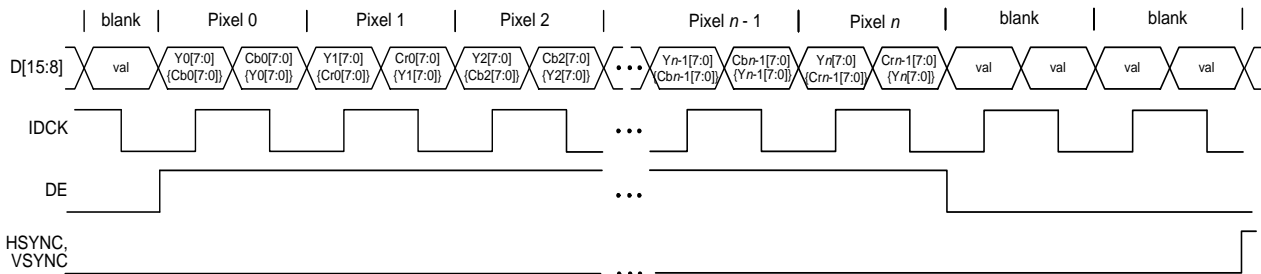 blank Pixel 0 Pixel 1 Pixel 2 Pixel n - 1 Pixel n blank blank
D[15:8] val Y0[7:0] Cb0[7:0] Y1[7:0] Cr0[7:0] Y2[7:0] Cb2[7:0] ••• Yn-1[7:0] Cbn-1[7:0] Yn[7:0] Crn-1[7:0] val val val val
{Cb0[7:0]} {Y0[7:0]} {Cr0[7:0]} {Y1[7:0]} {Cb2[7:0]} {Y2[7:0]} {Cbn-1[7:0]} {Yn-1[7:0]} {Crn-1[7:0]} {Yn[7:0]}
IDCK •••
DE •••
HSYNC,
VSYNC •••